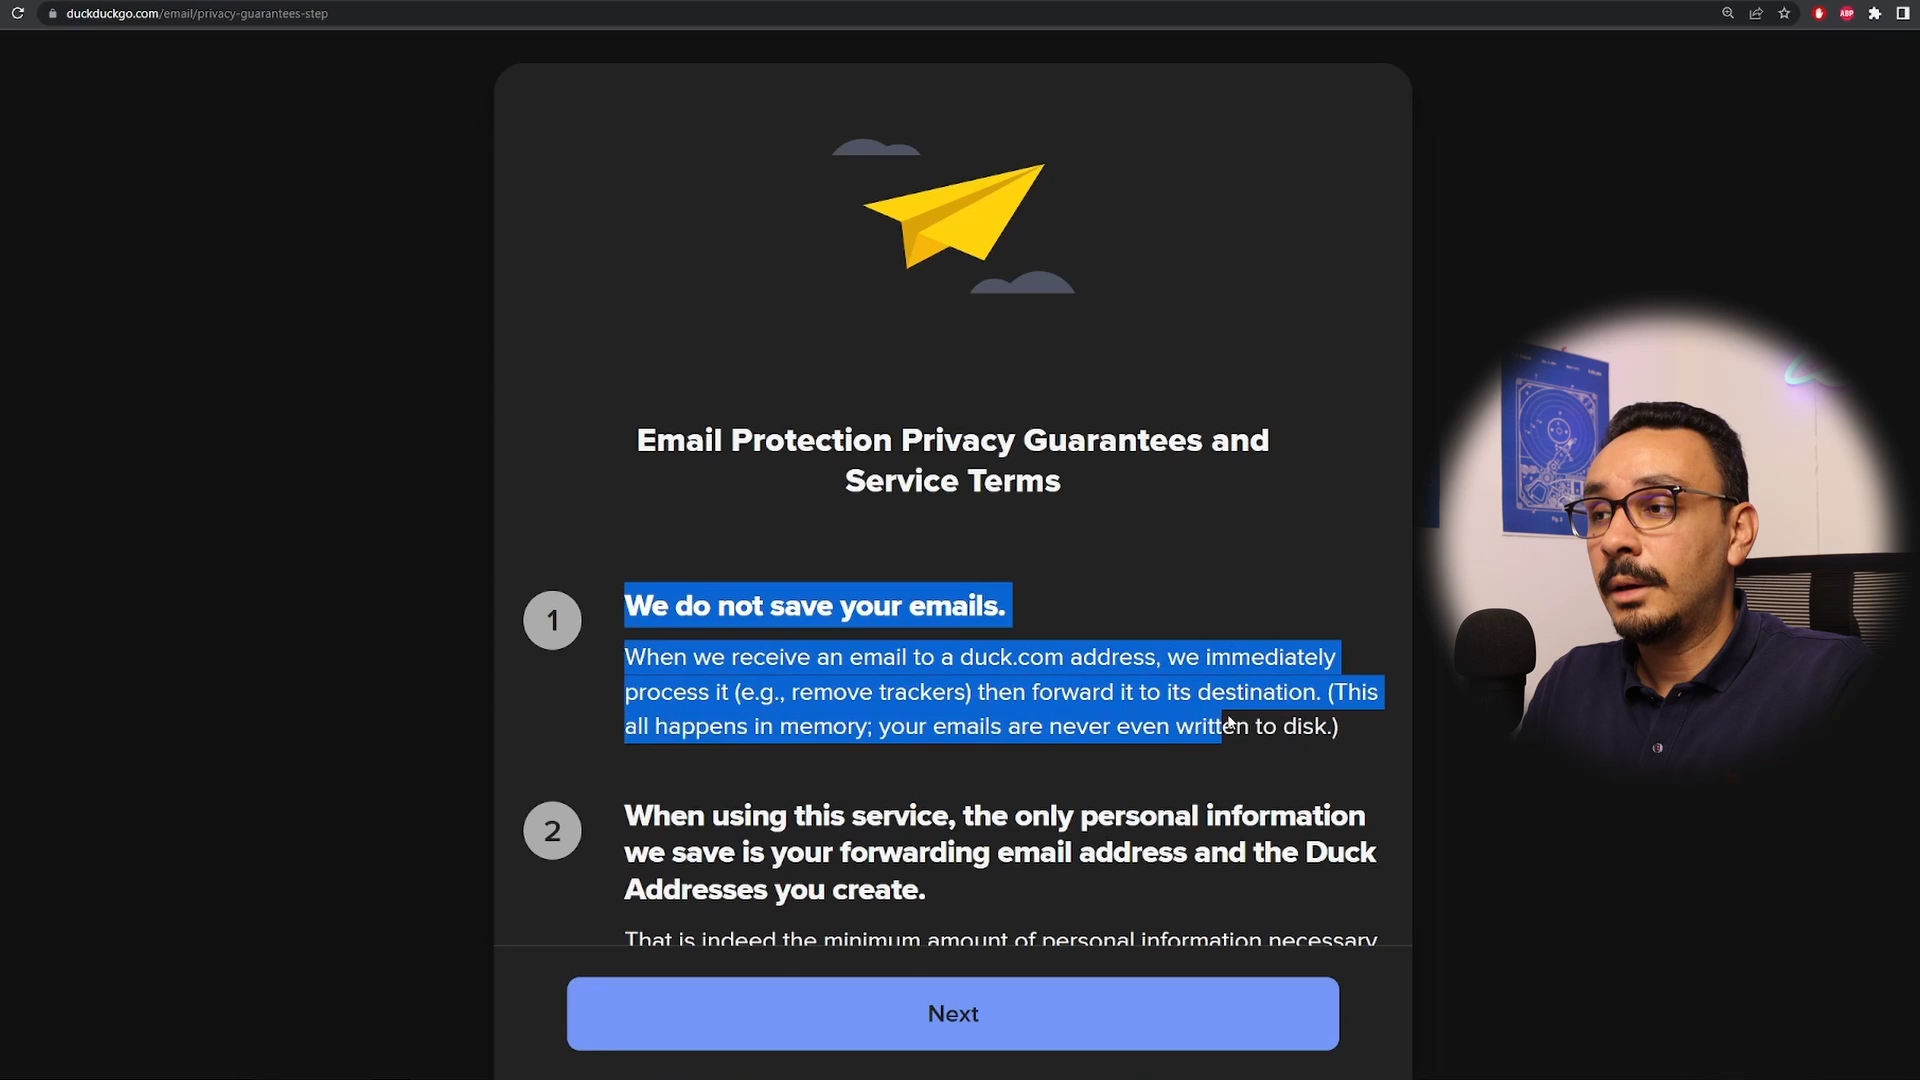 duckduckgo.com/email/privacy-guarantees-step
ABP
Email Protection Privacy Guarantees and
Service Terms
1
We do not save your emails.
When we receive an email to a duck.com address, we immediately
process it (e.g., remove trackers) then forward it to its destination. (This
all happens in memory; your emails are never even written to disk.)
2
When using this service, the only personal information
we save is your forwarding email address and the Duck
Addresses you create.
That is indeed the minimum amount of personal information necessary
Next